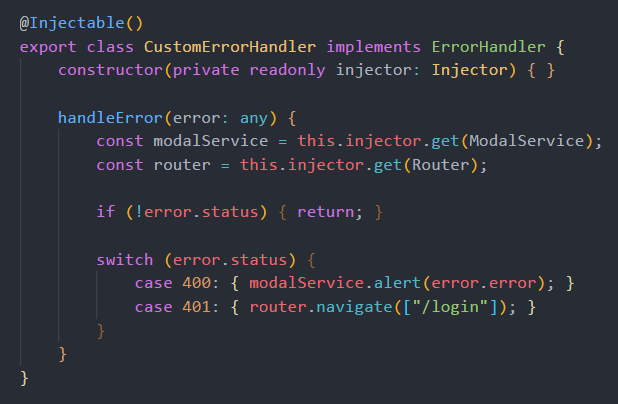 @Injectable()
export class CustomErrorHandler implements ErrorHandler {
    constructor(private readonly injector: Injector) { }

    handleError(error: any) {
        const modalService = this.injector.get(ModalService);
        const router = this.injector.get(Router);

        if (!error.status) { return; }

        switch (error.status) {
            case 400: { modalService.alert(error.error); }
            case 401: { router.navigate(["/login"]); }
        }
    }
}